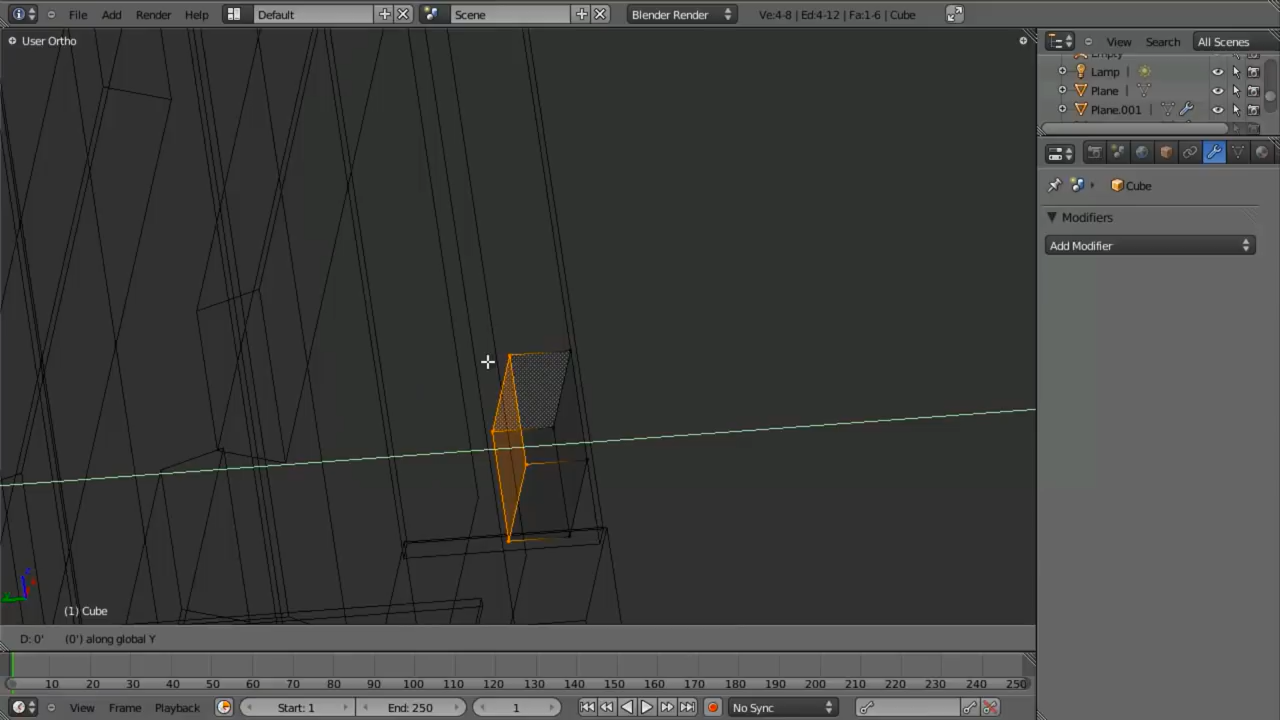 File Add Render Help Default Scene Blender Render Ve:4-8 | Ed:4-12 | Fa:1-6 | Cube
User Ortho
View Search All Scenes
Lamp
Plane
Plane.001
Cube
Modifiers
Add Modifier
z
y
(1) Cube
D: 0' (0') along global Y
10 20 30 40 50 60 70 80 90 100 110 120 130 140 150 160 170 180 190 200 210 220 230 240 250
View Frame Playback Start: 1 End: 250 1 No Sync